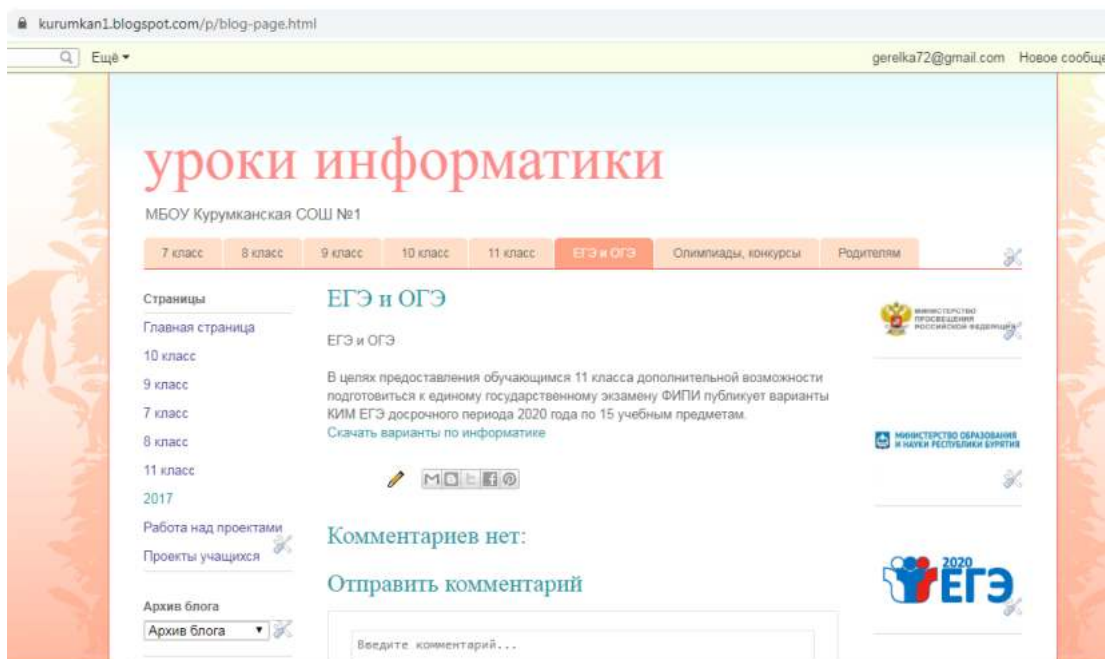 kurumkan1.blogspot.com/p/blog-page.html
Ещё
gerelka72@gmail.com Новое сообще
уроки информатики
МБОУ Курумканская СОШ №1
7 класс 8 класс 9 класс 10 класс 11 класс ЕГЭ и ОГЭ Олимпиады, конкурсы Родителям
Страницы
Главная страница
10 класс
9 класс
7 класс
8 класс
11 класс
2017
Работа над проектами
Проекты учащихся
Архив блога
Архив блога
ЕГЭ и ОГЭ
ЕГЭ и ОГЭ
В целях предоставления обучающимся 11 класса дополнительной возможности
подготовиться к единому государственному экзамену ФИПИ публикует варианты
КИМ ЕГЭ досрочного периода 2020 года по 15 учебным предметам.
Скачать варианты по информатике
Комментариев нет:
Отправить комментарий
Введите комментарий...
МИНИСТЕРСТВО
ПРОСВЕЩЕНИЯ
РОССИЙСКОЙ ФЕДЕРАЦИИ
МИНИСТЕРСТВО ОБРАЗОВАНИЯ
И НАУКИ РЕСПУБЛИКИ БУРЯТИЯ
2020
ЕГЭ